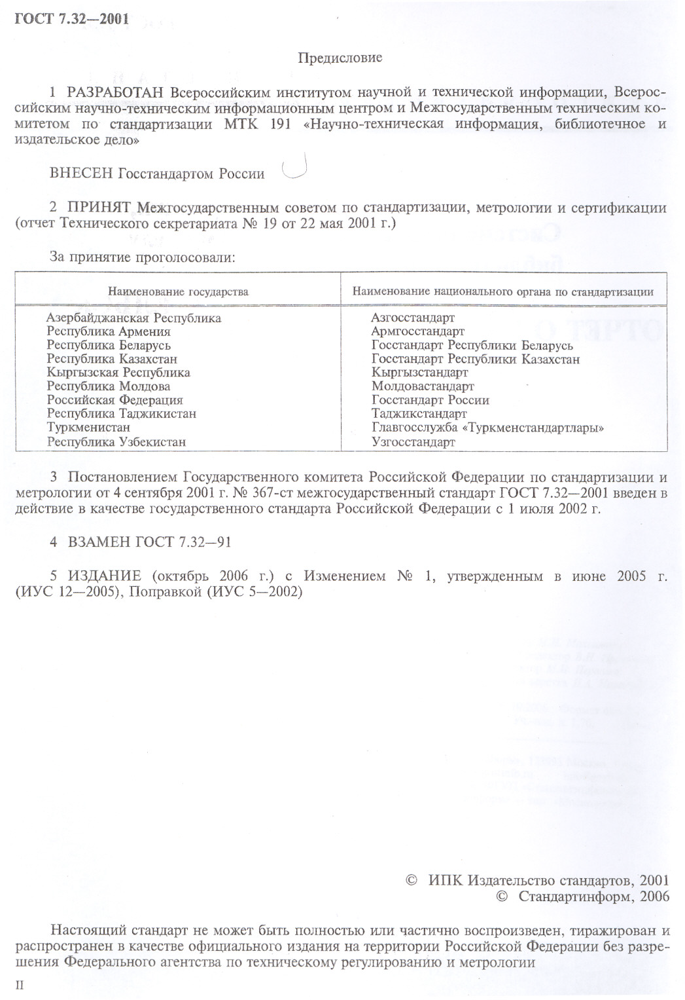 ГОСТ 7.32—2001
Предисловие
1 РАЗРАБОТАН Всероссийским институтом научной и технической информации, Всерос-
сийским научно-техническим информационным центром и Межгосударственным техническим ко-
митетом по стандартизации МТК 191 «Научно-техническая информация, библиотечное и
издательское дело»
ВНЕСЕН Госстандартом России
2 ПРИНЯТ Межгосударственным советом по стандартизации, метрологии и сертификации
(отчет Технического секретариата № 19 от 22 мая 2001 г.)
За принятие проголосовали:
Наименование государства Наименование национального органа по стандартизации
Азербайджанская Республика Азгосстандарт
Республика Армения Армгосстандарт
Республика Беларусь Госстандарт Республики Беларусь
Республика Казахстан Госстандарт Республики Казахстан
Кыргызская Республика Кыргызстандарт
Республика Молдова Молдовастандарт
Российская Федерация Госстандарт России
Республика Таджикистан Таджикстандарт
Туркменистан Главгосслужба «Туркменстандартлары»
Республика Узбекистан Узгосстандарт
3 Постановлением Государственного комитета Российской Федерации по стандартизации и
метрологии от 4 сентября 2001 г. № 367-ст межгосударственный стандарт ГОСТ 7.32—2001 введен в
действие в качестве государственного стандарта Российской Федерации с 1 июля 2002 г.
4 ВЗАМЕН ГОСТ 7.32—91
5 ИЗДАНИЕ (октябрь 2006 г.) с Изменением № 1, утвержденным в июне 2005 г.
(ИУС 12—2005), Поправкой (ИУС 5—2002)
© ИПК Издательство стандартов, 2001
© Стандартинформ, 2006
Настоящий стандарт не может быть полностью или частично воспроизведен, тиражирован и
распространен в качестве официального издания на территории Российской Федерации без разре-
шения Федерального агентства по техническому регулированию и метрологии
II